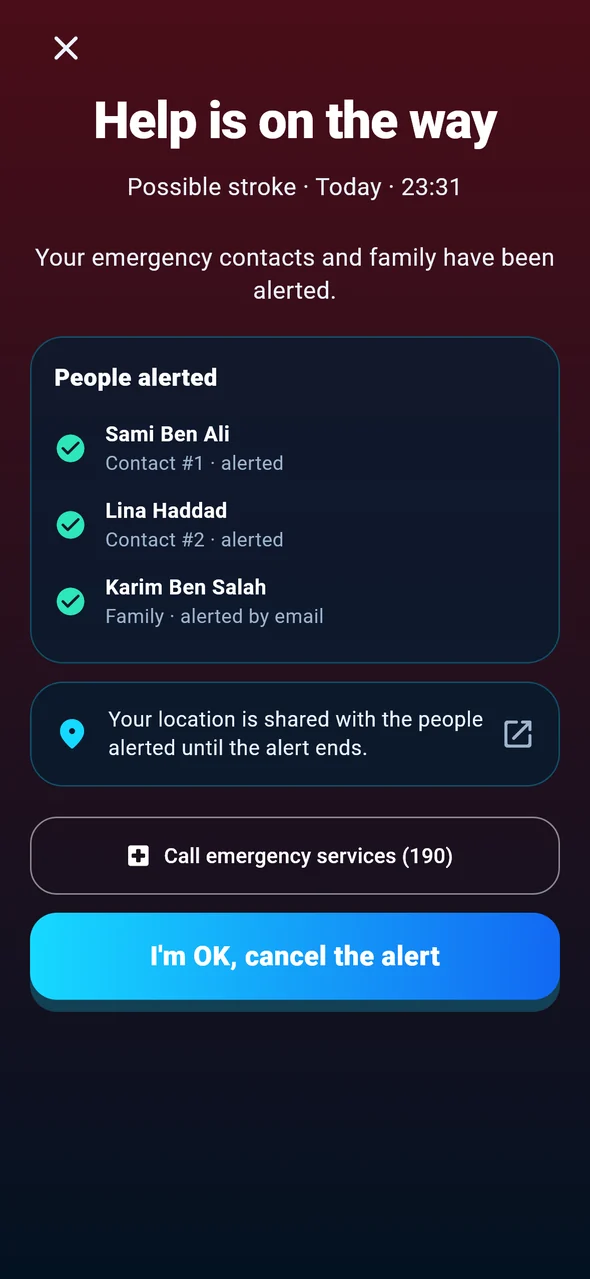 Help is on the way
Possible stroke · Today · 23:31
Your emergency contacts and family have been
alerted.
People alerted
Sami Ben Ali
Contact #1 · alerted
Lina Haddad
Contact #2 · alerted
Karim Ben Salah
Family · alerted by email
Your location is shared with the people
alerted until the alert ends.
Call emergency services (190)
I'm OK, cancel the alert